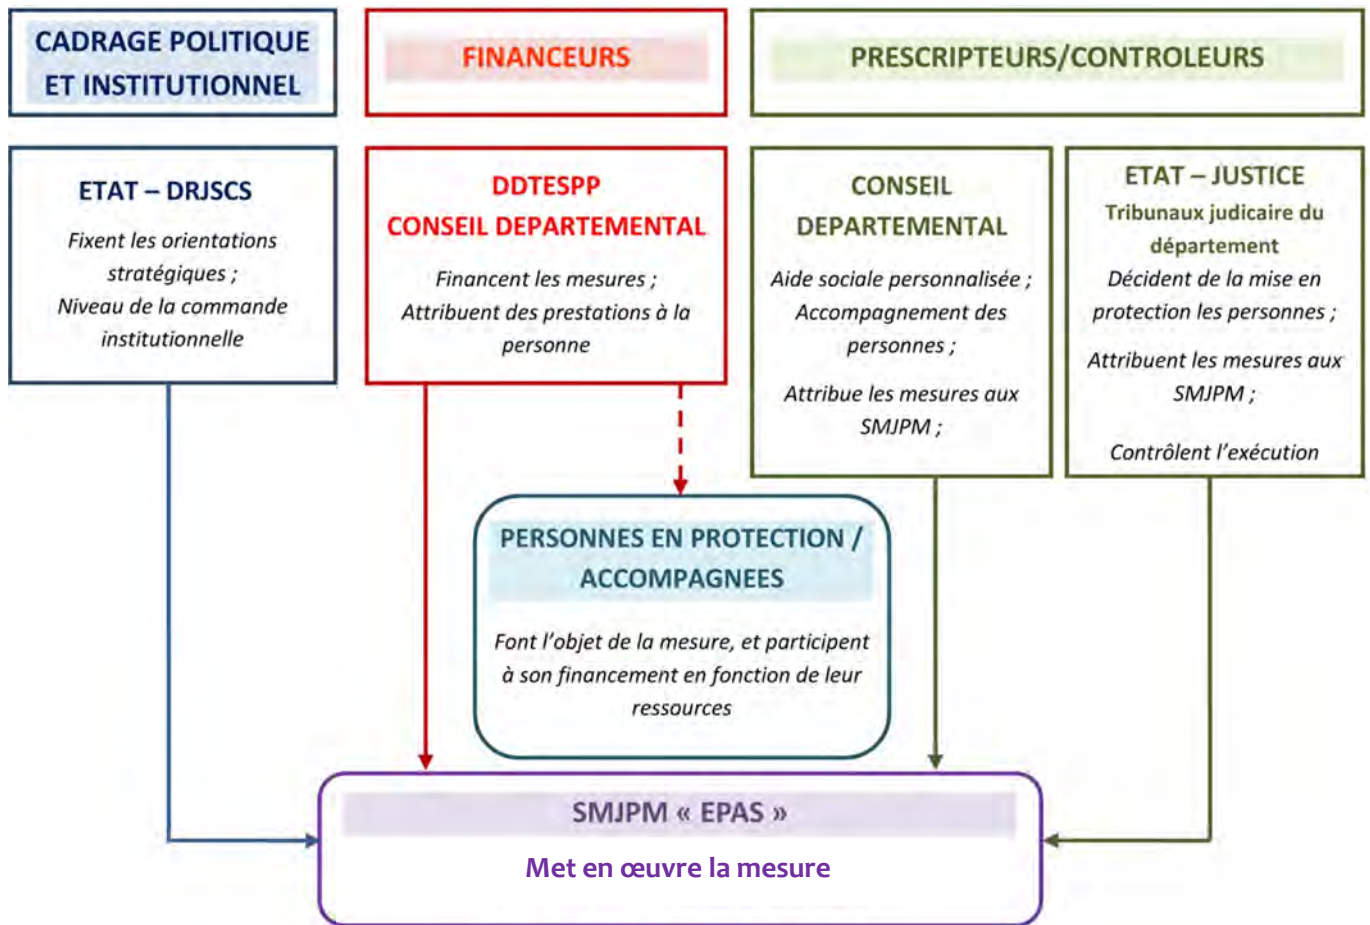 CADRAGE POLITIQUE
ET INSTITUTIONNEL
FINANCEURS
PRESCRIPTEURS/CONTROLEURS
ETAT – DRJSCS
Fixent les orientations
stratégiques ;
Niveau de la commande
institutionnelle
DDTESPP
CONSEIL DEPARTEMENTAL
Financent les mesures ;
Attribuent des prestations à la
personne
CONSEIL
DEPARTEMENTAL
Aide sociale personnalisée ;
Accompagnement des
personnes ;
Attribue les mesures aux
SMJPM ;
ETAT – JUSTICE
Tribunaux judicaire du
département
Décident de la mise en
protection les personnes ;
Attribuent les mesures aux
SMJPM ;
Contrôlent l'exécution
PERSONNES EN PROTECTION /
ACCOMPAGNEES
Font l'objet de la mesure, et participent
à son financement en fonction de leur
ressources
SMJPM « EPAS »
Met en œuvre la mesure